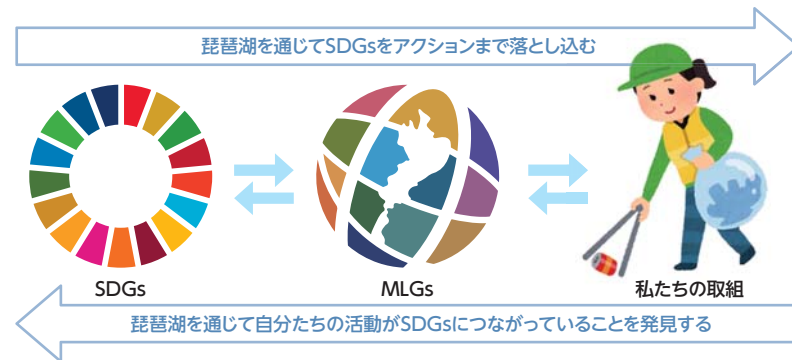 琵琶湖を通じてSDGsをアクションまで落とし込む
SDGs
MLGs
私たちの取組
琵琶湖を通じて自分たちの活動がSDGsにつながっていることを発見する